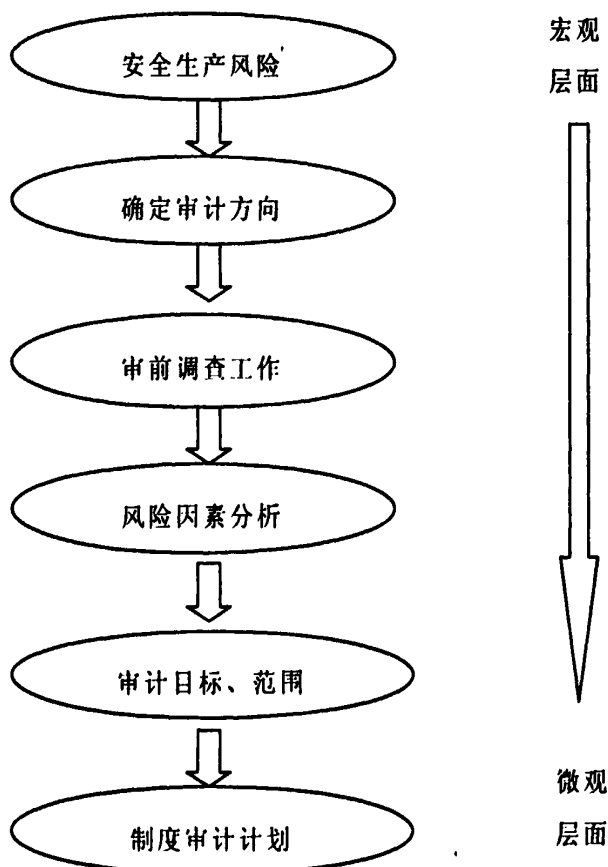 安全生产风险
宏观
层面
确定审计方向
审前调查工作
风险因素分析
审计目标、范围
制度审计计划
微观
层面